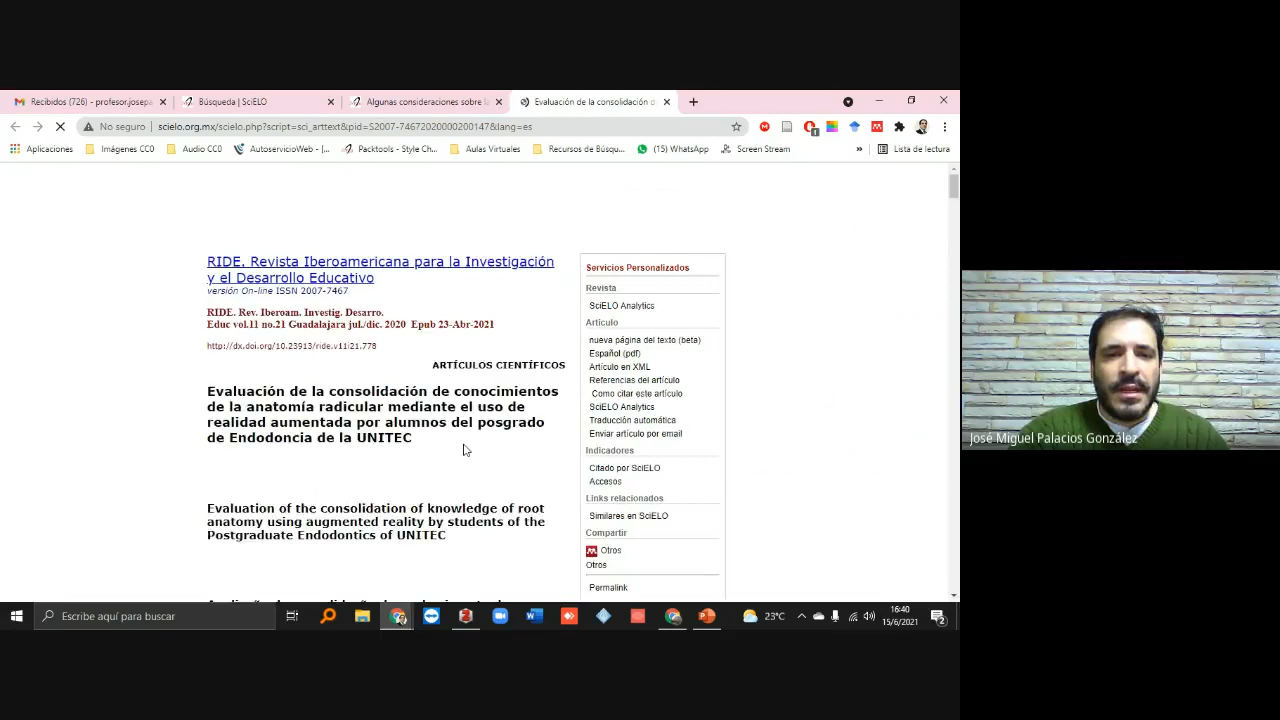 Recibidos (726) - profesor.josepa
Búsqueda | SciELO
Algunas consideraciones sobre la
Evaluación de la consolidación d
No seguro
scielo.org.mx/scielo.php?script=sci_arttext&pid=S2007-74672020000200147&lang=es
Aplicaciones
Imágenes CC0
Audio CC0
AutoservicioWeb - [...
Packtools - Style Ch...
Aulas Virtuales
Recursos de Búsqu...
(15) WhatsApp
Screen Stream
»
Lista de lectura
RIDE. Revista Iberoamericana para la Investigación
y el Desarrollo Educativo
versión On-line ISSN 2007-7467
RIDE. Rev. Iberoam. Investig. Desarro.
Educ vol.11 no.21 Guadalajara jul./dic. 2020 Epub 23-Abr-2021
http://dx.doi.org/10.23913/ride.v11i21.778
ARTÍCULOS CIENTÍFICOS
Evaluación de la consolidación de conocimientos
de la anatomía radicular mediante el uso de
realidad aumentada por alumnos del posgrado
de Endodoncia de la UNITEC
Evaluation of the consolidation of knowledge of root
anatomy using augmented reality by students of the
Postgraduate Endodontics of UNITEC
Servicios Personalizados
Revista
SciELO Analytics
Articulo
nueva página del texto (beta)
Español (pdf)
Artículo en XML
Referencias del artículo
Como citar este artículo
SciELO Analytics
Traducción automática
Enviar artículo por email
Indicadores
Citado por SciELO
Accesos
Links relacionados
Similares en SciELO
Compartir
Otros
Otros
Permalink
José Miguel Palacios González
Escribe aquí para buscar
23°C
16:40
15/6/2021
2